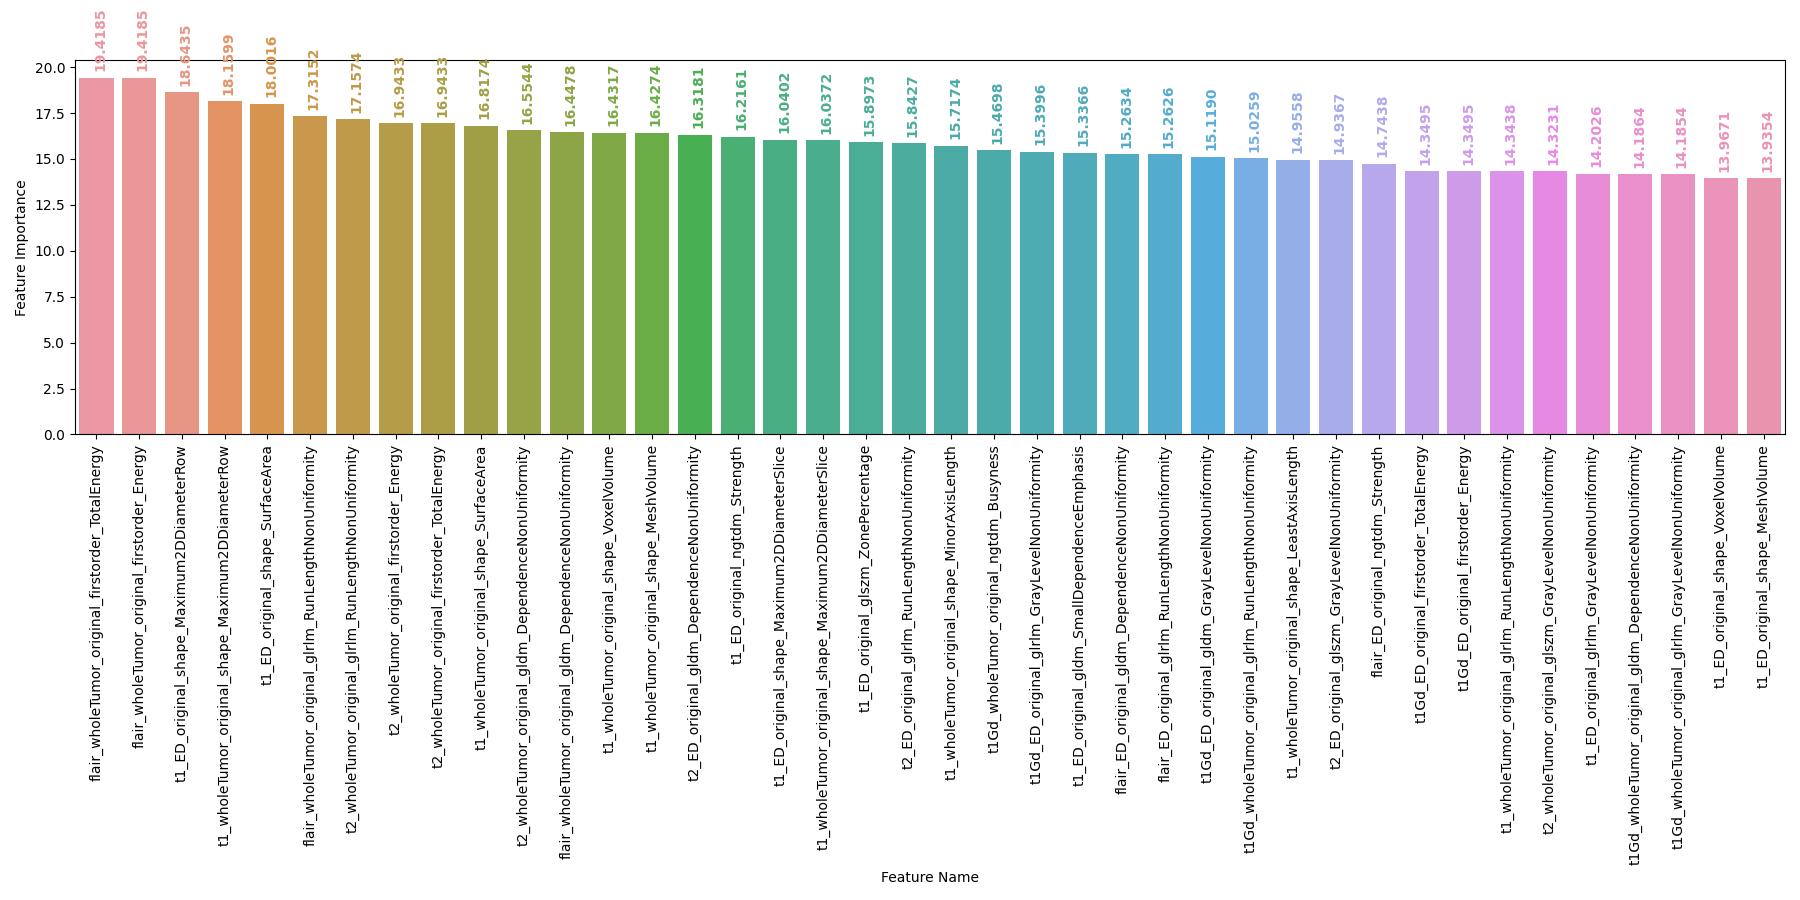 19.4185
19.4185
18.6435
18.1599
18.0016
17.3152
17.1574
16.9433
16.9433
16.8174
16.5544
16.4478
16.4317
16.4274
16.3181
16.2161
16.0402
16.0372
15.8973
15.8427
15.7174
15.4698
15.3996
15.3366
15.2634
15.2626
15.1190
15.0259
14.9558
14.9367
14.7438
14.3495
14.3495
14.3438
14.3231
14.2026
14.1864
14.1854
13.9671
13.9354
20.0
17.5
15.0
12.5
10.0
7.5
5.0
2.5
0.0
Feature Importance
flair_wholeTumor_original_firstorder_TotalEnergy
flair_wholeTumor_original_firstorder_Energy
t1_ED_original_shape_Maximum2DDiameterRow
t1_wholeTumor_original_shape_Maximum2DDiameterRow
t1_ED_original_shape_SurfaceArea
flair_wholeTumor_original_glrlm_RunLengthNonUniformity
t2_wholeTumor_original_glrlm_RunLengthNonUniformity
t2_wholeTumor_original_firstorder_Energy
t2_wholeTumor_original_firstorder_TotalEnergy
t1_wholeTumor_original_shape_SurfaceArea
t2_wholeTumor_original_gldm_DependenceNonUniformity
flair_wholeTumor_original_gldm_DependenceNonUniformity
t1_wholeTumor_original_shape_VoxelVolume
t1_wholeTumor_original_shape_MeshVolume
t2_ED_original_gldm_DependenceNonUniformity
t1_ED_original_ngtdm_Strength
t1_ED_original_shape_Maximum2DDiameterSlice
t1_wholeTumor_original_shape_Maximum2DDiameterSlice
t1_ED_original_glszm_ZonePercentage
t2_ED_original_glrlm_RunLengthNonUniformity
t1_wholeTumor_original_shape_MinorAxisLength
t1Gd_wholeTumor_original_ngtdm_Busyness
t1Gd_ED_original_glrlm_GrayLevelNonUniformity
t1_ED_original_gldm_SmallDependenceEmphasis
flair_ED_original_gldm_DependenceNonUniformity
flair_ED_original_glrlm_RunLengthNonUniformity
t1Gd_ED_original_gldm_GrayLevelNonUniformity
t1Gd_wholeTumor_original_glrlm_RunLengthNonUniformity
t1_wholeTumor_original_shape_LeastAxisLength
t2_ED_original_glszm_GrayLevelNonUniformity
flair_ED_original_ngtdm_Strength
t1Gd_ED_original_firstorder_TotalEnergy
t1Gd_ED_original_firstorder_Energy
t1_wholeTumor_original_glrlm_RunLengthNonUniformity
t2_wholeTumor_original_glszm_GrayLevelNonUniformity
t1_ED_original_glrlm_GrayLevelNonUniformity
t1Gd_wholeTumor_original_gldm_DependenceNonUniformity
t1Gd_wholeTumor_original_glrlm_GrayLevelNonUniformity
t1_ED_original_shape_VoxelVolume
t1_ED_original_shape_MeshVolume
Feature Name